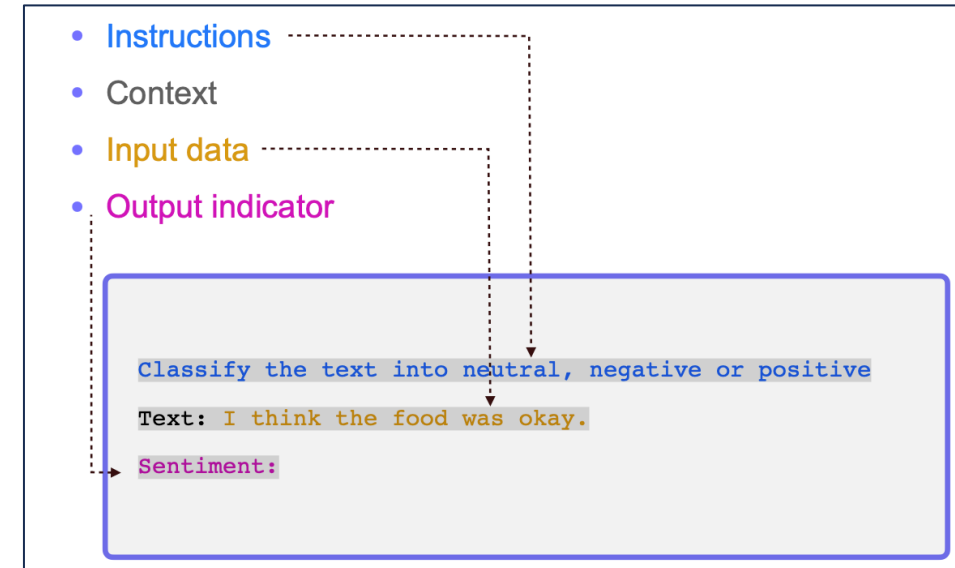 Instructions
Context
Input data
Output indicator
Classify the text into neutral, negative or positive
Text: I think the food was okay.
Sentiment: